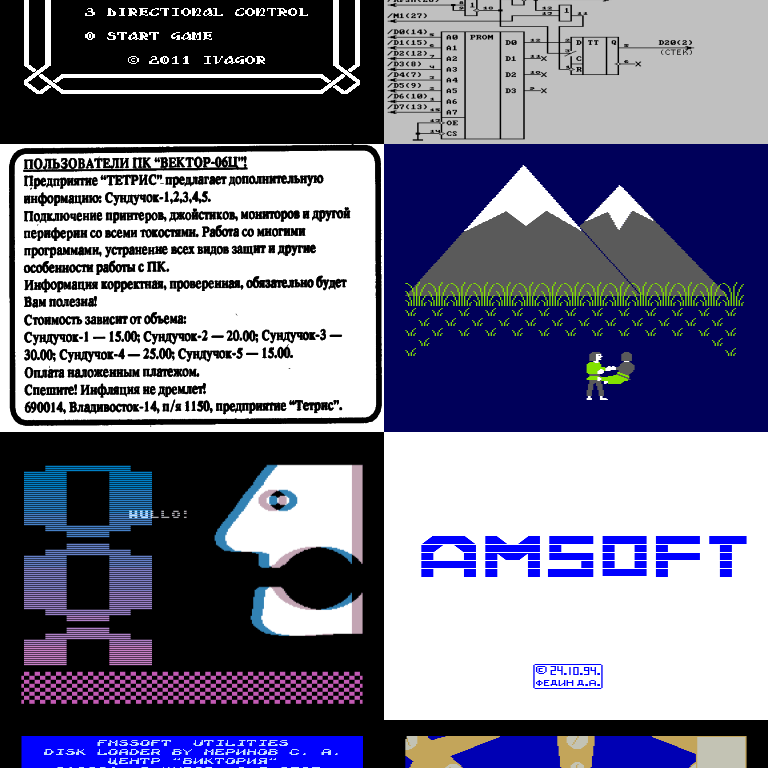 3 DIRECTIONAL CONTROL
0 START GAME
© 2011 IVAGOR
/M1(27)
/D0(14)
/D1(15)
/D2(12)
/D3(8)
/D4(7)
/D5(9)
/D6(10)
/D7(13)
A0 PROM D0
A1
A2 D1
A3
A4 D2
A5 D3
A6
A7
OE
CS
D TT Q
C
R
D20(2)
(СТЕК)
ПОЛЬЗОВАТЕЛИ ПК “ВЕКТОР-06Ц”!
Предприятие “ТЕТРИС” предлагает дополнительную
информацию: Сундучок-1,2,3,4,5.
Подключение принтеров, джойстиков, мониторов и другой
периферии со всеми токостями. Работа со многими
программами, устранение всех видов защит и другие
особенности работы с ПК.
Информация корректная, проверенная, обязательно будет
Вам полезна!
Стоимость зависит от объема:
Сундучок-1 — 15.00; Сундучок-2 — 20.00; Сундучок-3 —
30.00; Сундучок-4 — 25.00; Сундучок-5 — 15.00.
Оплата наложенным платежом.
Спешите! Инфляция не дремлет!
690014, Владивосток-14, п/я 1150, предприятие “Тетрис”.
HULLO!
AMSOFT
© 24.10.94.
ФЕДИН Д.А.
FMSSOFT UTILITIES
DISK LOADER BY МЕРИНОВ С. А.
ЦЕНТР "ВИКТОРИЯ"